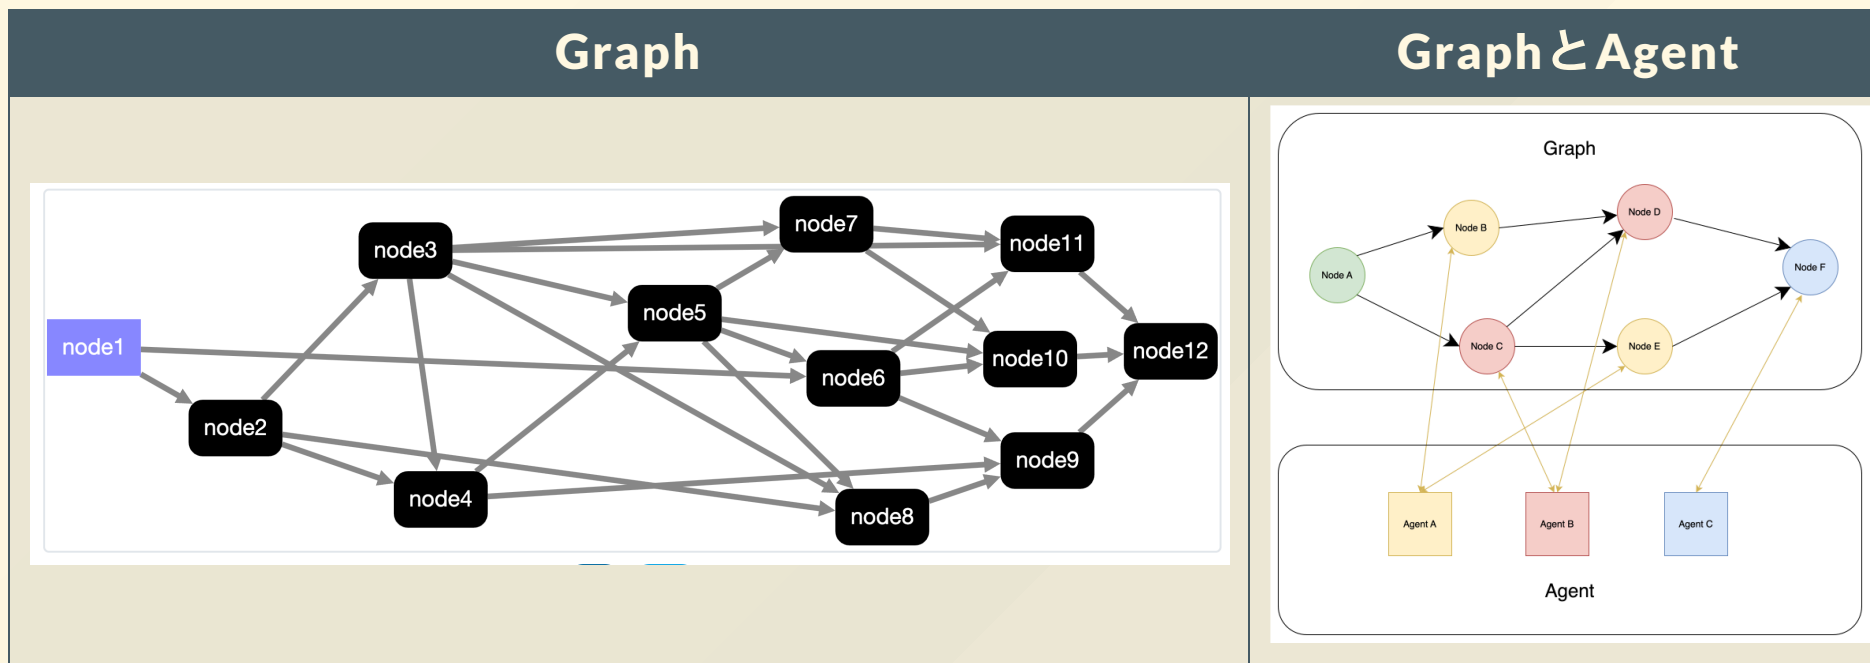 Graph
GraphとAgent
node1
node2
node3
node4
node5
node6
node7
node8
node9
node10
node11
node12
Graph
Node A
Node B
Node C
Node D
Node E
Node F
Agent A
Agent B
Agent C
Agent